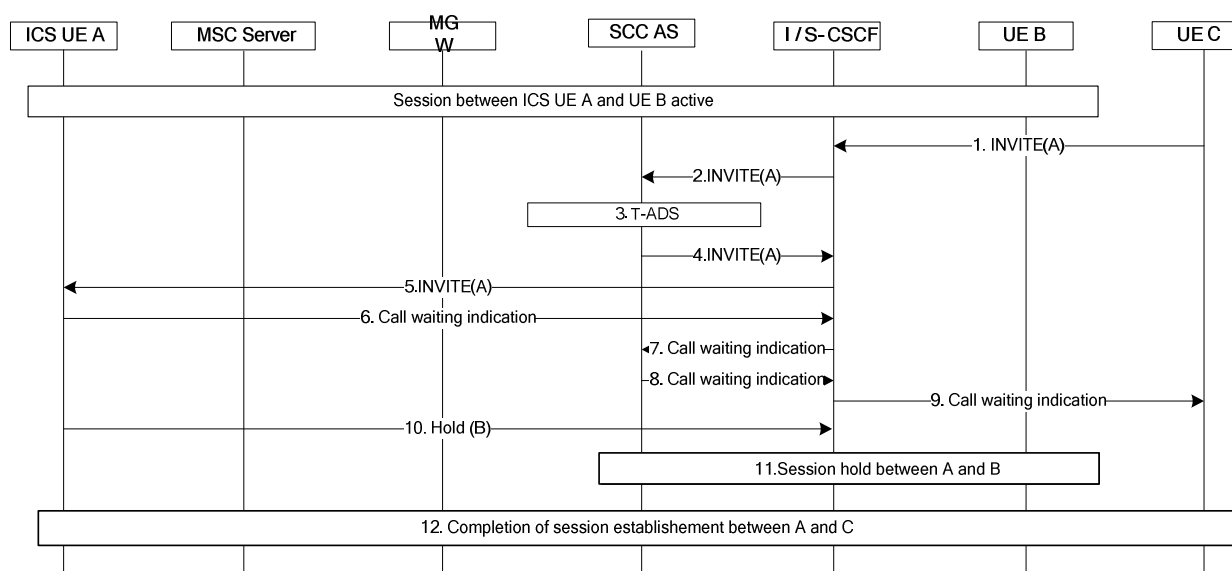 ICS UE A
MSC Server
MG
W
SCC AS
I / S-CSCF
UE B
UE C
Session between ICS UE A and UE B active
1. INVITE(A)
2.INVITE(A)
3. T-ADS
4.INVITE(A)
5.INVITE(A)
6. Call waiting indication
7. Call waiting indication
8. Call waiting indication
9. Call waiting indication
10. Hold (B)
11.Session hold between A and B
12. Completion of session establishement between A and C